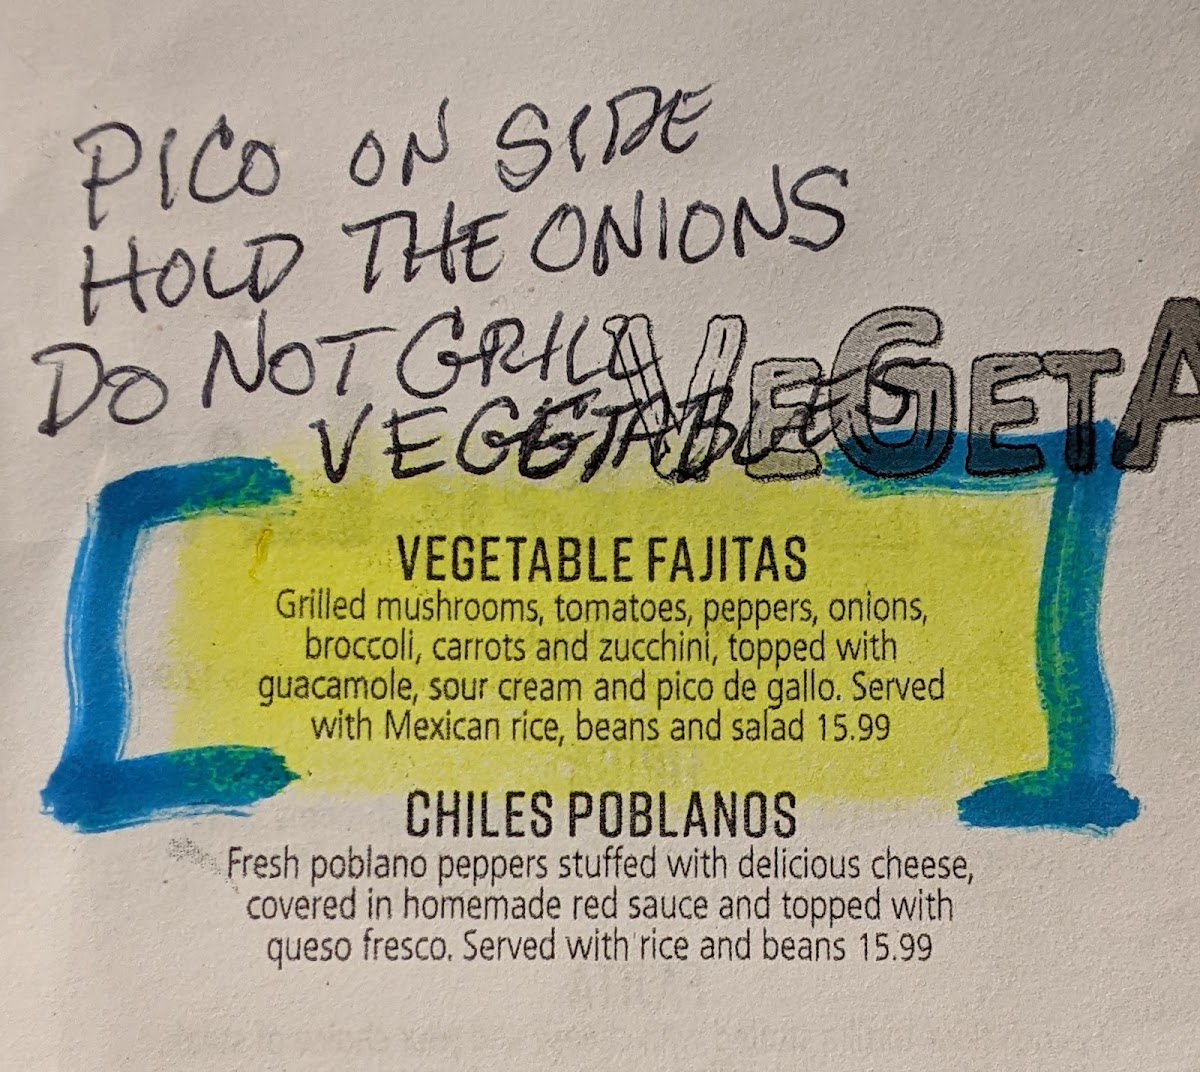 PICO ON SIDE
HOLD THE ONIONS
DO NOT GRILL
VEGETABLES
VEGETA
VEGETABLE FAJITAS
Grilled mushrooms, tomatoes, peppers, onions,
broccoli, carrots and zucchini, topped with
guacamole, sour cream and pico de gallo. Served
with Mexican rice, beans and salad 15.99
CHILES POBLANOS
Fresh poblano peppers stuffed with delicious cheese,
covered in homemade red sauce and topped with
queso fresco. Served with rice and beans 15.99